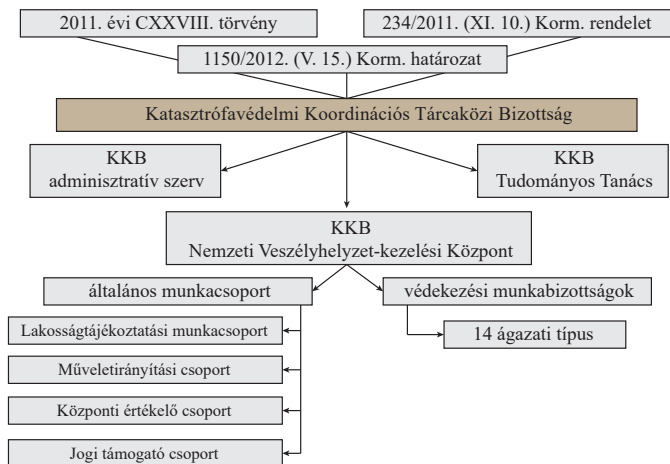 2011. évi CXXVIII. törvény
234/2011. (XI. 10.) Korm. rendelet
1150/2012. (V. 15.) Korm. határozat
Katasztrófavédelmi Koordinációs Tárcaközi Bizottság
KKB
adminisztratív szerv
KKB
Tudományos Tanács
KKB
Nemzeti Veszélyhelyzet-kezelési Központ
általános munkacsoport
védekezési munkabizottságok
Lakosságtájékoztatási munkacsoport
14 ágazati típus
Műveletirányítási csoport
Központi értékelő csoport
Jogi támogató csoport